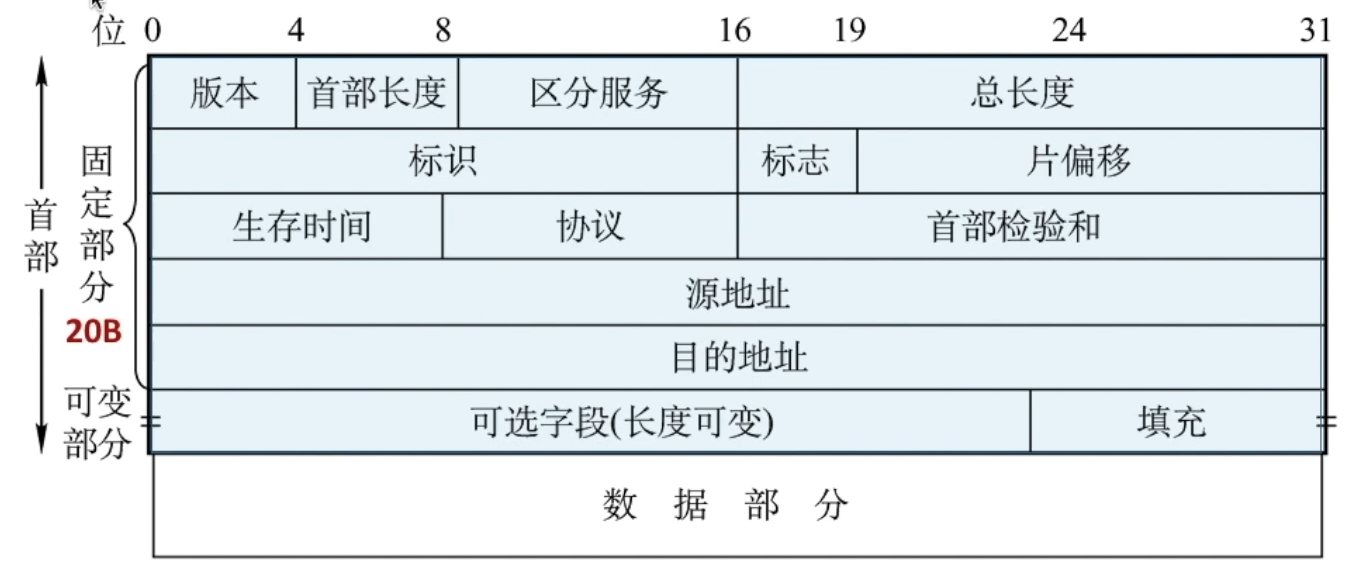 位 0 4 8 16 19 24 31
版本 首部长度 区分服务 总长度
标识 标志 片偏移
生存时间 协议 首部检验和
源地址
目的地址
可选字段(长度可变) 填充
数据部分
首部
固定部分
20B
可变
部分